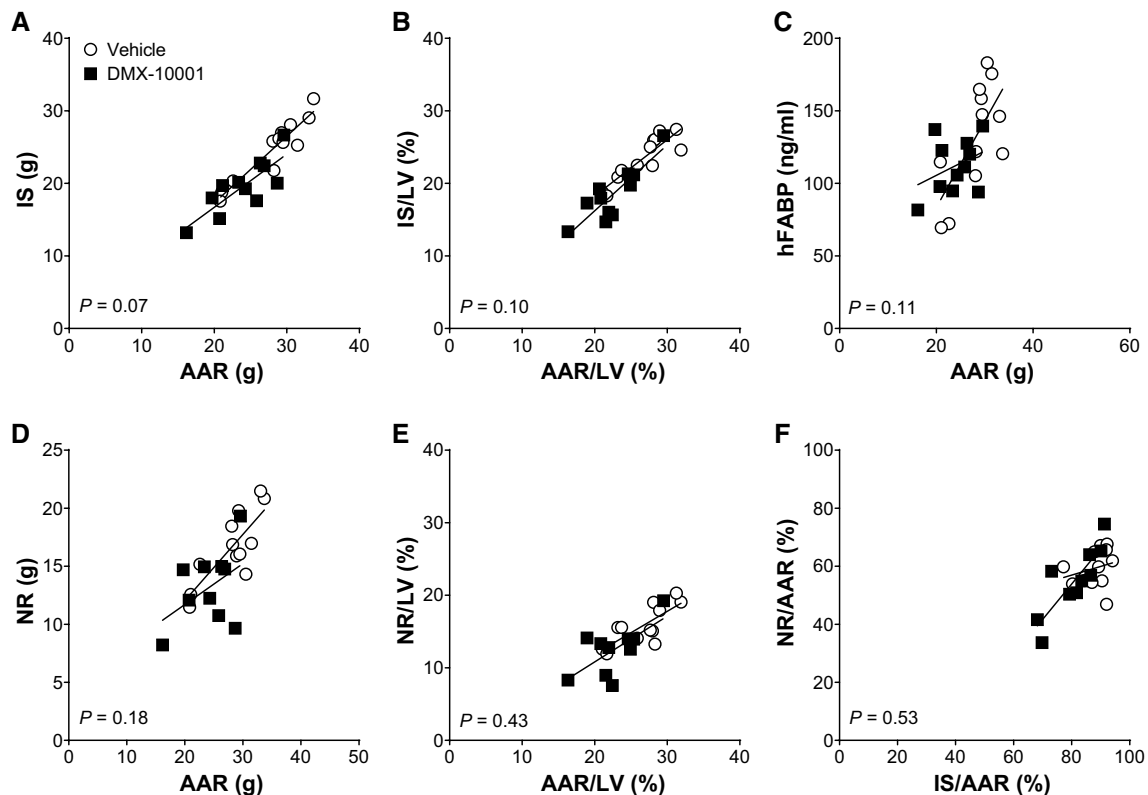 A
IS (g)
40
30
20
10
0
Vehicle
DMX-10001
P = 0.07
0 10 20 30 40
AAR (g)
B
IS/LV (%)
40
30
20
10
0
P = 0.10
0 10 20 30 40
AAR/LV (%)
C
hFABP (ng/ml)
200
150
100
50
0
P = 0.11
0 20 40 60
AAR (g)
D
NR (g)
25
20
15
10
5
0
P = 0.18
0 10 20 30 40 50
AAR (g)
E
NR/LV (%)
40
30
20
10
0
P = 0.43
0 10 20 30 40
AAR/LV (%)
F
NR/AAR (%)
100
80
60
40
20
0
P = 0.53
0 20 40 60 80 100
IS/AAR (%)